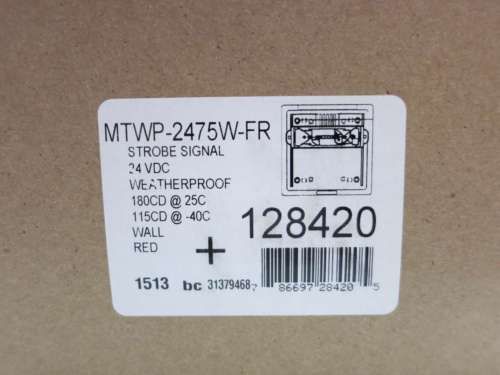 MTWP-2475W-FR
STROBE SIGNAL
24 VDC
WEATHERPROOF
180CD @ 25C
115CD @ -40C
WALL
RED
+ 128420
1513 bc 31379468
7 86697 28420 5